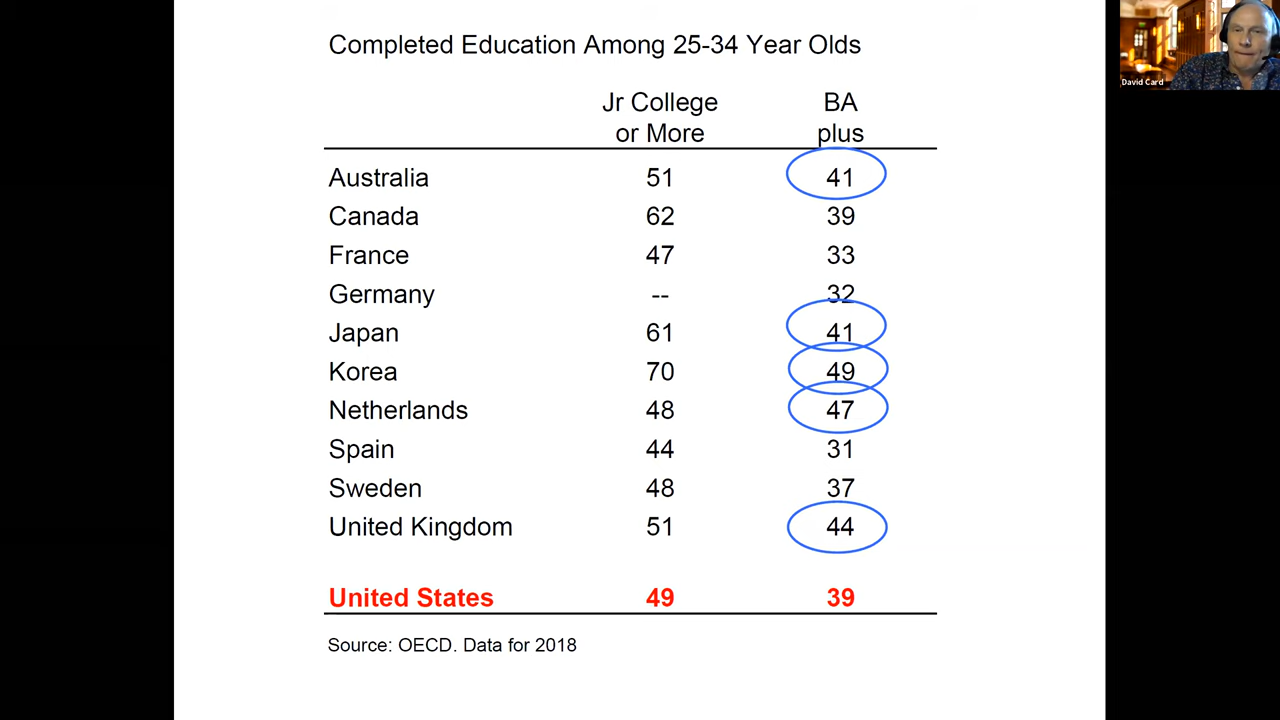 Completed Education Among 25-34 Year Olds
Jr College BA
or More plus
Australia 51 41
Canada 62 39
France 47 33
Germany -- 32
Japan 61 41
Korea 70 49
Netherlands 48 47
Spain 44 31
Sweden 48 37
United Kingdom 51 44
United States 49 39
Source: OECD. Data for 2018
David Card